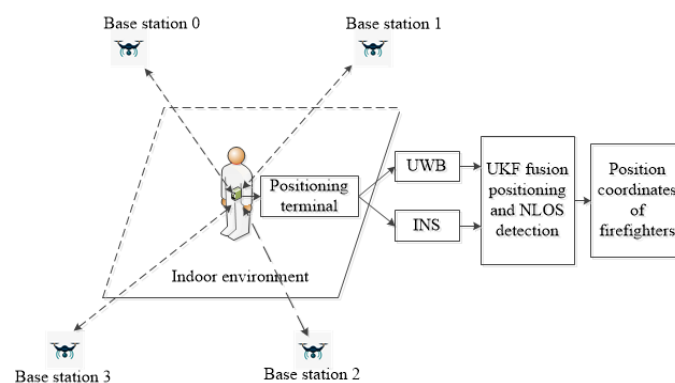 Base station 0
Base station 1
Positioning
terminal
UWB
INS
UKF fusion
positioning
and NLOS
detection
Position
coordinates
of
firefighters
Indoor environment
Base station 3
Base station 2